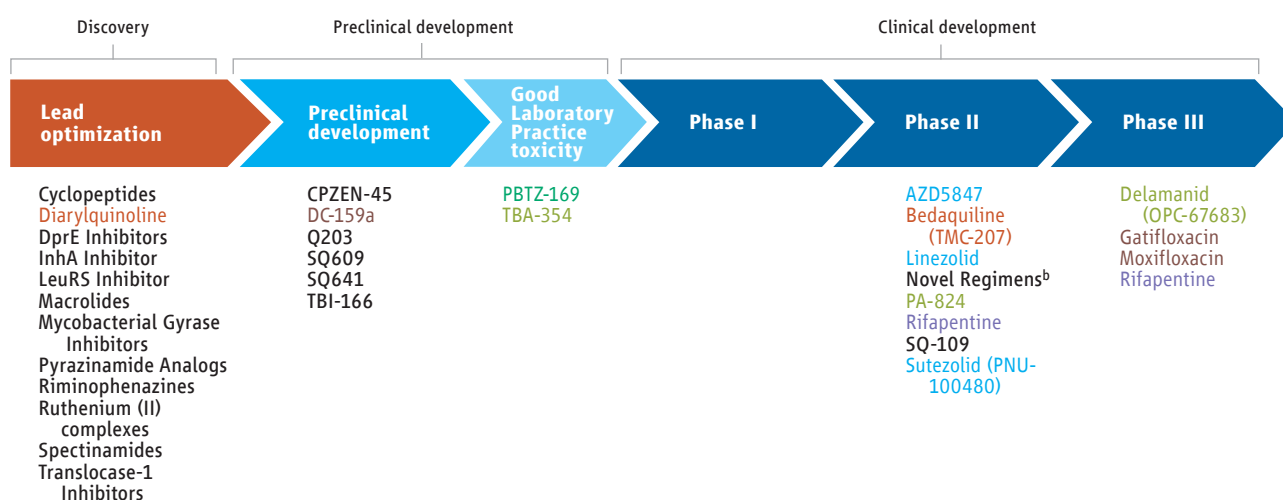 Discovery
Preclinical development
Clinical development
Lead
optimization
Preclinical
development
Good
Laboratory
Practice
toxicity
Phase I
Phase II
Phase III
Cyclopeptides
Diarylquinoline
DprE Inhibitors
InhA Inhibitor
LeuRS Inhibitor
Macrolides
Mycobacterial Gyrase
Inhibitors
Pyrazinamide Analogs
Riminophenazines
Ruthenium (II)
complexes
Spectinamides
Translocase-1
Inhibitors
CPZEN-45
DC-159a
Q203
SQ609
SQ641
TBI-166
PBTZ-169
TBA-354
AZD5847
Bedaquiline
(TMC-207)
Linezolid
Novel Regimensᵇ
PA-824
Rifapentine
SQ-109
Sutezolid (PNU-
100480)
Delamanid
(OPC-67683)
Gatifloxacin
Moxifloxacin
Rifapentine